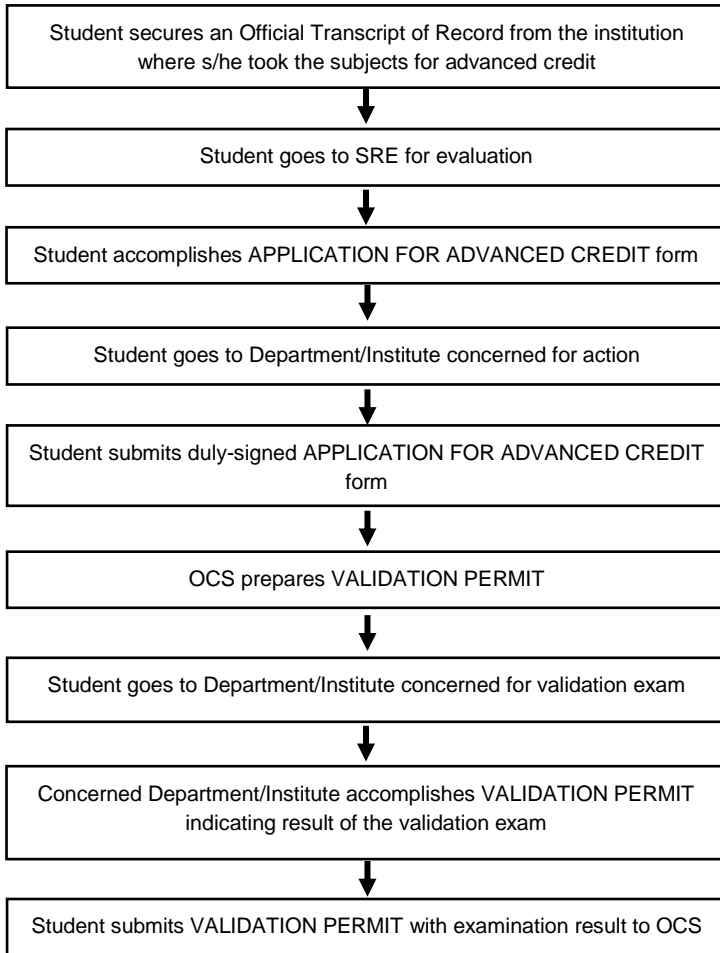 Student secures an Official Transcript of Record from the institution
where s/he took the subjects for advanced credit
Student goes to SRE for evaluation
Student accomplishes APPLICATION FOR ADVANCED CREDIT form
Student goes to Department/Institute concerned for action
Student submits duly-signed APPLICATION FOR ADVANCED CREDIT
form
OCS prepares VALIDATION PERMIT
Student goes to Department/Institute concerned for validation exam
Concerned Department/Institute accomplishes VALIDATION PERMIT
indicating result of the validation exam
Student submits VALIDATION PERMIT with examination result to OCS